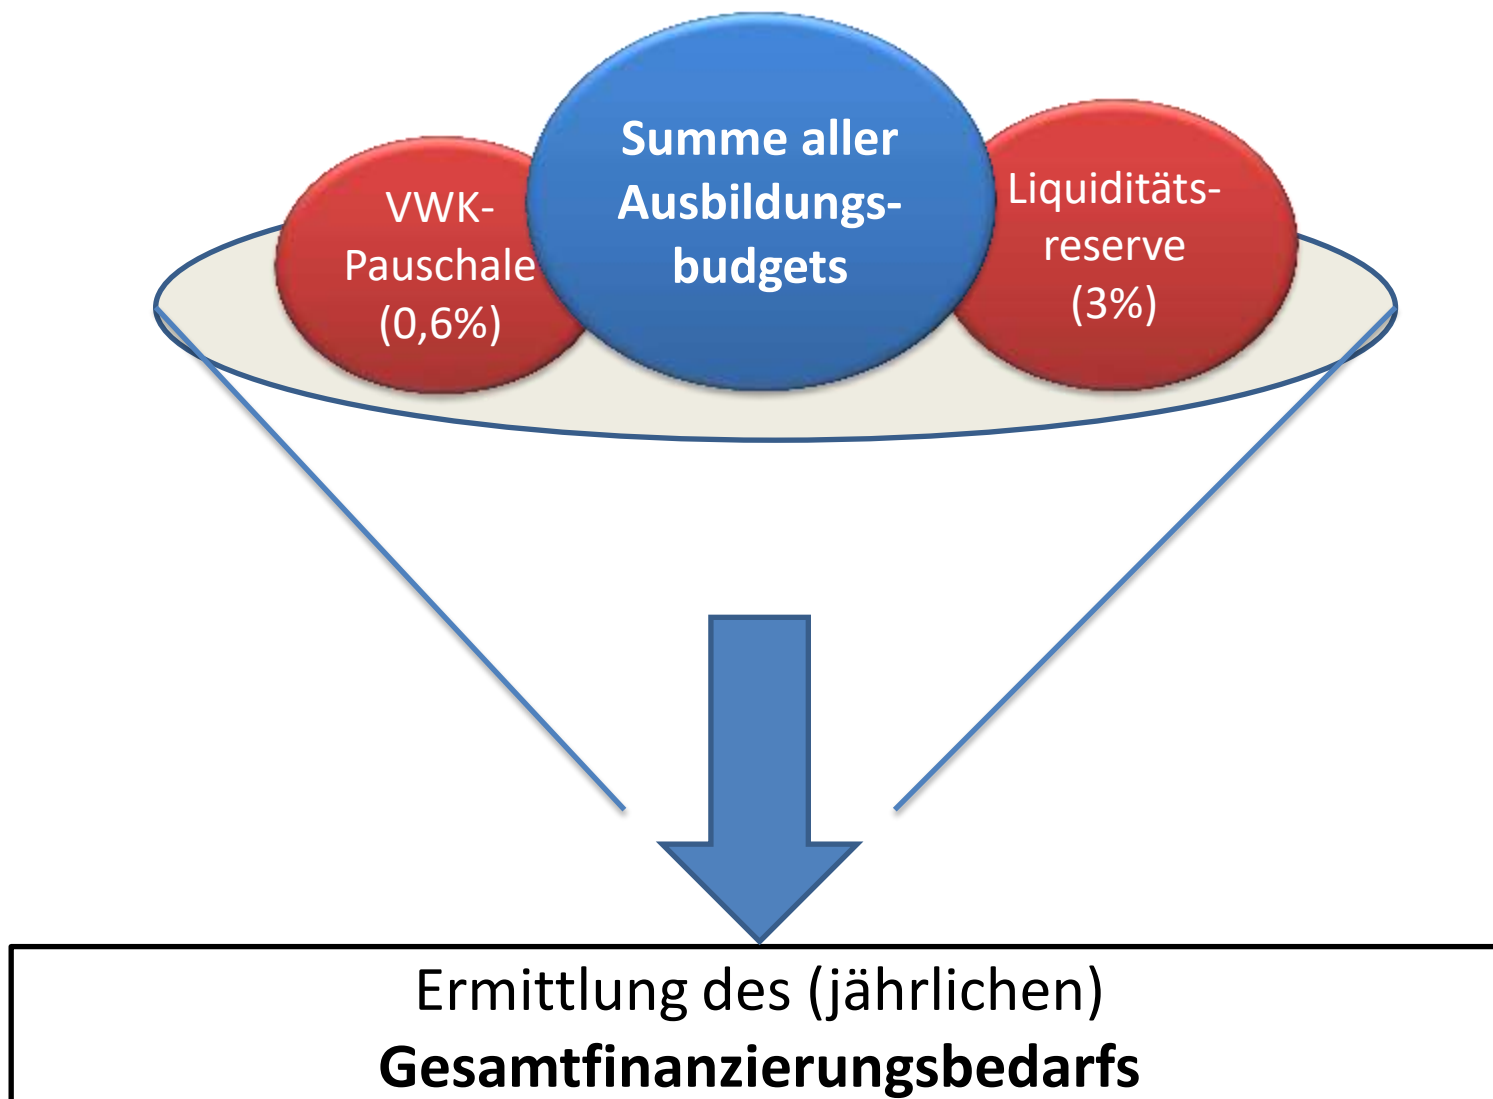 VWK-
Pauschale
(0,6%)
Summe aller
Ausbildungs-
budgets
Liquiditäts-
reserve
(3%)
Ermittlung des (jährlichen)
Gesamtfinanzierungsbedarfs